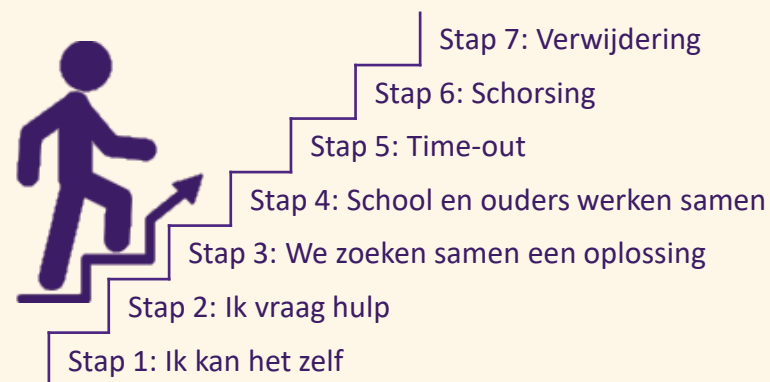 Stap 7: Verwijdering
Stap 6: Schorsing
Stap 5: Time-out
Stap 4: School en ouders werken samen
Stap 3: We zoeken samen een oplossing
Stap 2: Ik vraag hulp
Stap 1: Ik kan het zelf